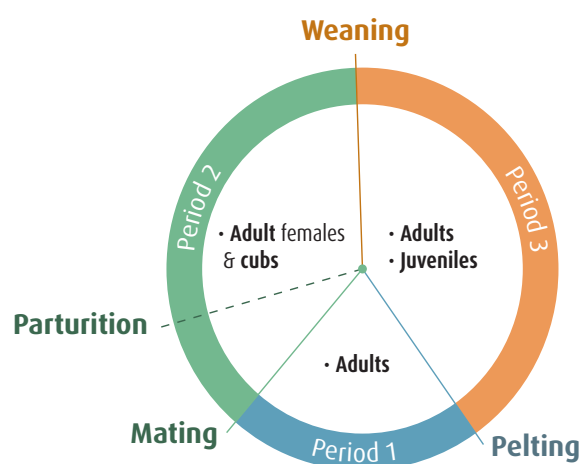 Weaning
Period 2
Period 3
· Adult females
& cubs
· Adults
· Juveniles
Parturition
· Adults
Mating
Period 1
Pelting